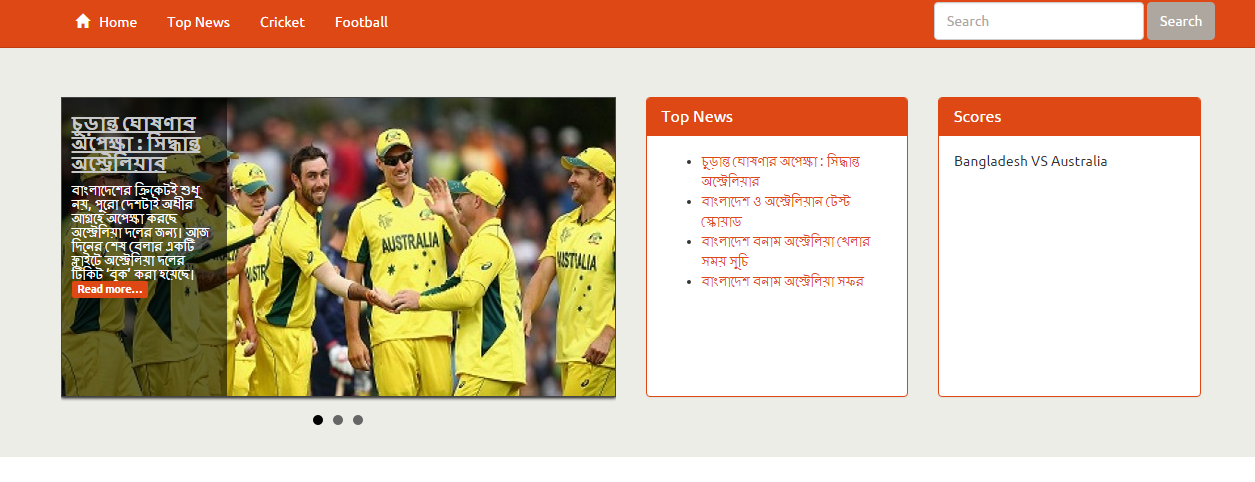 Home Top News Cricket Football Search Search
চূড়ান্ত ঘোষণার
অপেক্ষা : সিদ্ধান্ত
অস্ট্রেলিয়ার
বাংলাদেশের ক্রিকেটই শুধু
নয়, পুরো দেশটাই অধীর
আগ্রহে অপেক্ষা করছে
অস্ট্রেলিয়া দলের জন্য। আজ
দিনের শেষ বেলার একটি
ফ্লাইটে অস্ট্রেলিয়া দলের
টিকিট ‘বুক’ করা হয়েছে।
Read more...
AUSTRALIA
Top News
চূড়ান্ত ঘোষণার অপেক্ষা : সিদ্ধান্ত
অস্ট্রেলিয়ার
বাংলাদেশ ও অস্ট্রেলিয়ান টেস্ট
স্কোয়াড
বাংলাদেশ বনাম অস্ট্রেলিয়া খেলার
সময় সূচি
বাংলাদেশ বনাম অস্ট্রেলিয়া সফর
Scores
Bangladesh VS Australia